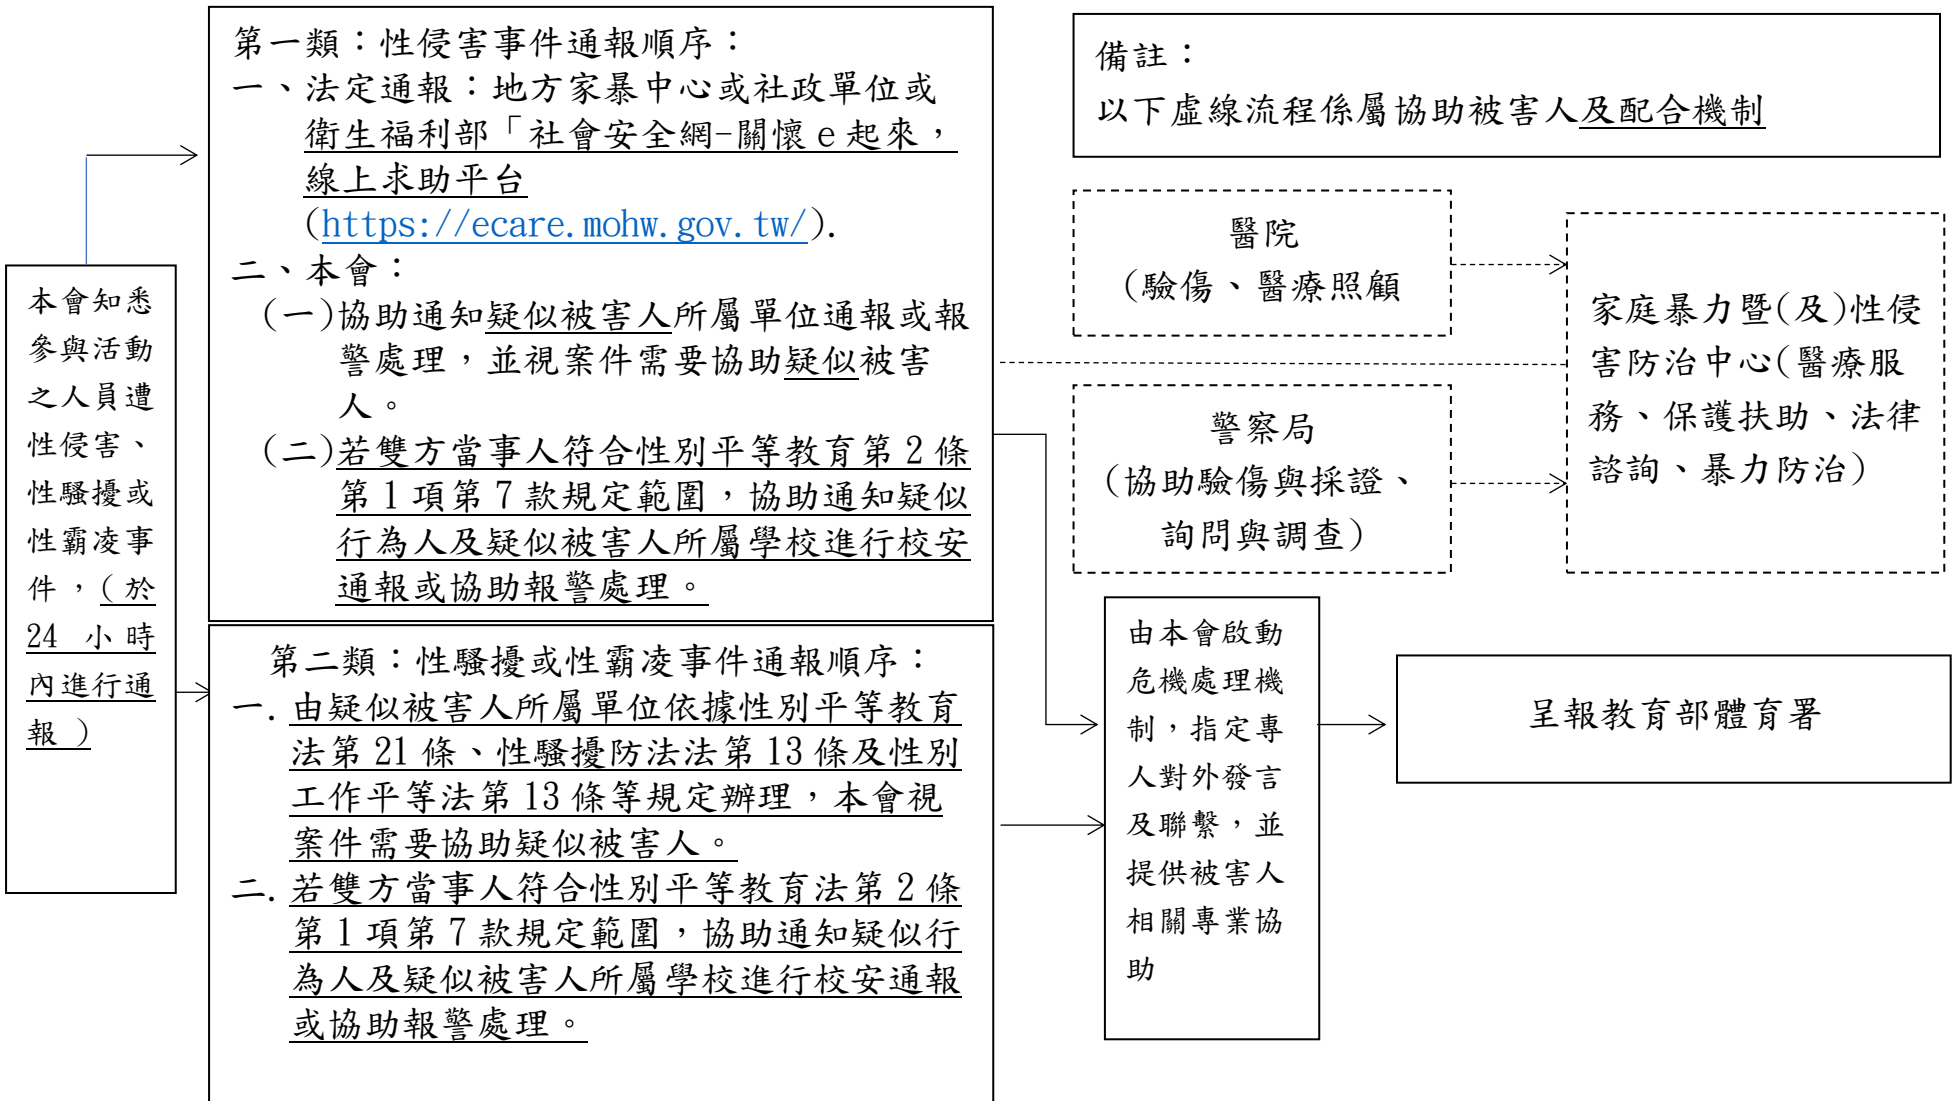 本會知悉
參與活動
之人員遭
性侵害、
性騷擾或
性霸凌事
件，(於
24 小時
內進行通
報 )
第一類：性侵害事件通報順序：
一、法定通報：地方家暴中心或社政單位或
衛生福利部「社會安全網-關懷 e 起來，
線上求助平台
(https://ecare.mohw.gov.tw/).
二、本會：
(一)協助通知疑似被害人所屬單位通報或報
警處理，並視案件需要協助疑似被害
人。
(二)若雙方當事人符合性別平等教育第 2 條
第 1 項第 7 款規定範圍，協助通知疑似
行為人及疑似被害人所屬學校進行校安
通報或協助報警處理。
第二類：性騷擾或性霸凌事件通報順序：
一. 由疑似被害人所屬單位依據性別平等教育
法第 21 條、性騷擾防法法第 13 條及性別
工作平等法第 13 條等規定辦理，本會視
案件需要協助疑似被害人。
二. 若雙方當事人符合性別平等教育法第 2 條
第 1 項第 7 款規定範圍，協助通知疑似行
為人及疑似被害人所屬學校進行校安通報
或協助報警處理。
備註：
以下虛線流程係屬協助被害人及配合機制
醫院
(驗傷、醫療照顧
警察局
(協助驗傷與採證、
詢問與調查)
家庭暴力暨(及)性侵
害防治中心(醫療服
務、保護扶助、法律
諮詢、暴力防治)
由本會啟動
危機處理機
制，指定專
人對外發言
及聯繫，並
提供被害人
相關專業協
助
呈報教育部體育署